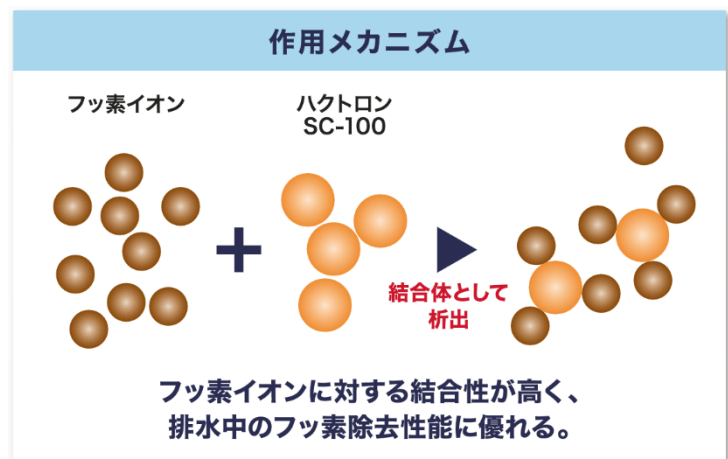 作用メカニズム
フッ素イオン
ハクトロン
SC-100
結合体として
析出
フッ素イオンに対する結合性が高く、
排水中のフッ素除去性能に優れる。